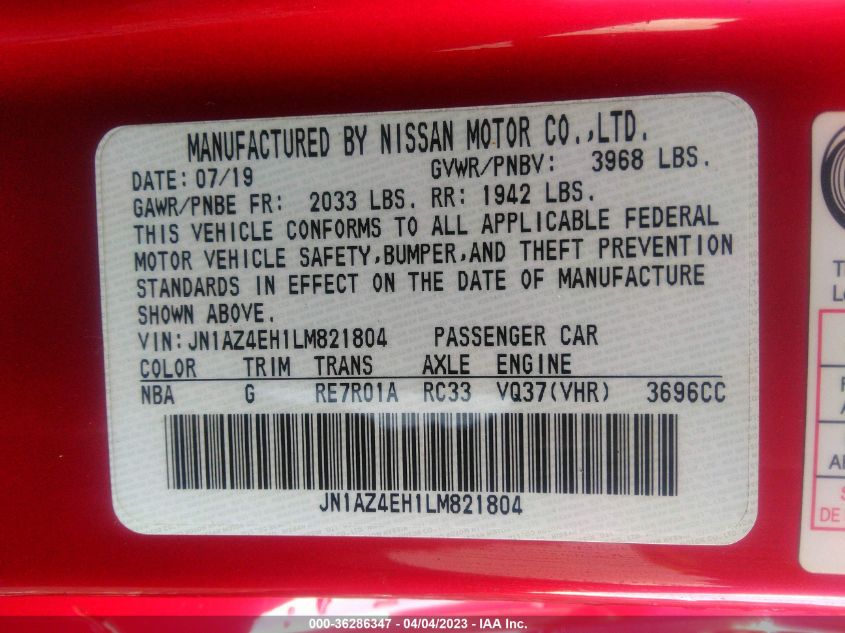 MANUFACTURED BY NISSAN MOTOR CO.,LTD.
DATE: 07/19 GVWR/PNBV: 3968 LBS.
GAWR/PNBE FR: 2033 LBS. RR: 1942 LBS.
THIS VEHICLE CONFORMS TO ALL APPLICABLE FEDERAL
MOTOR VEHICLE SAFETY,BUMPER,AND THEFT PREVENTION
STANDARDS IN EFFECT ON THE DATE OF MANUFACTURE
SHOWN ABOVE.
VIN:JN1AZ4EH1LM821804 PASSENGER CAR
COLOR TRIM TRANS AXLE ENGINE
NBA G RE7R01A RC33 VQ37(VHR) 3696CC
JN1AZ4EH1LM821804
DE
000-36286347 - 04/04/2023 - IAA Inc.